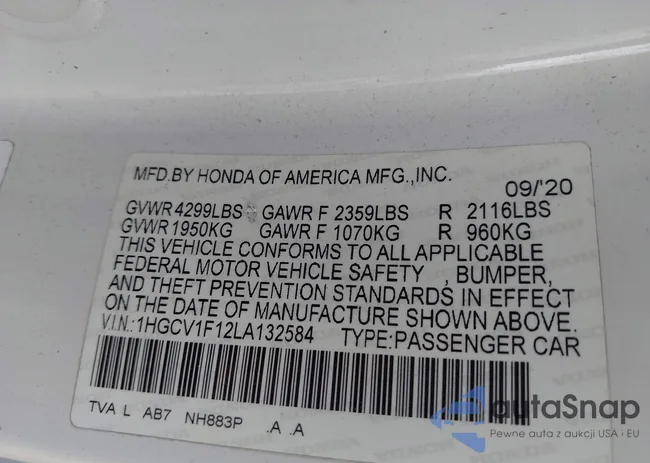 MFD.BY HONDA OF AMERICA MFG.,INC. 09/'20
GVWR 4299LBS GAWR F 2359LBS R 2116LBS
GVWR 1950KG GAWR F 1070KG R 960KG
THIS VEHICLE CONFORMS TO ALL APPLICABLE
FEDERAL MOTOR VEHICLE SAFETY , BUMPER,
AND THEFT PREVENTION STANDARDS IN EFFECT
ON THE DATE OF MANUFACTURE SHOWN ABOVE.
V.I.N.:1HGCV1F12LA132584 TYPE:PASSENGER CAR
TVA L AB7 NH883P .A .A
autaSnap
Pewne auta z aukcji USA i EU